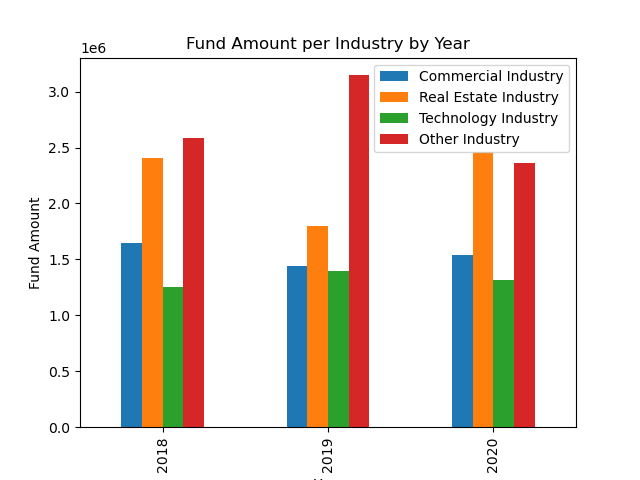 Fund Amount per Industry by Year
1e6
3.0
2.5
2.0
1.5
1.0
0.5
0.0
Fund Amount
Commercial Industry
Real Estate Industry
Technology Industry
Other Industry
2018
2019
2020